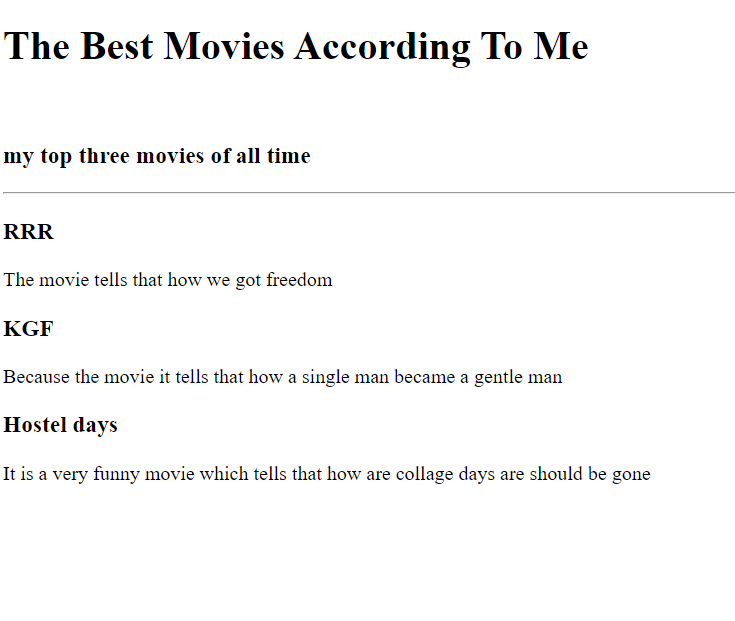 The Best Movies According To Me
my top three movies of all time
RRR
The movie tells that how we got freedom
KGF
Because the movie it tells that how a single man became a gentle man
Hostel days
It is a very funny movie which tells that how are collage days are should be gone